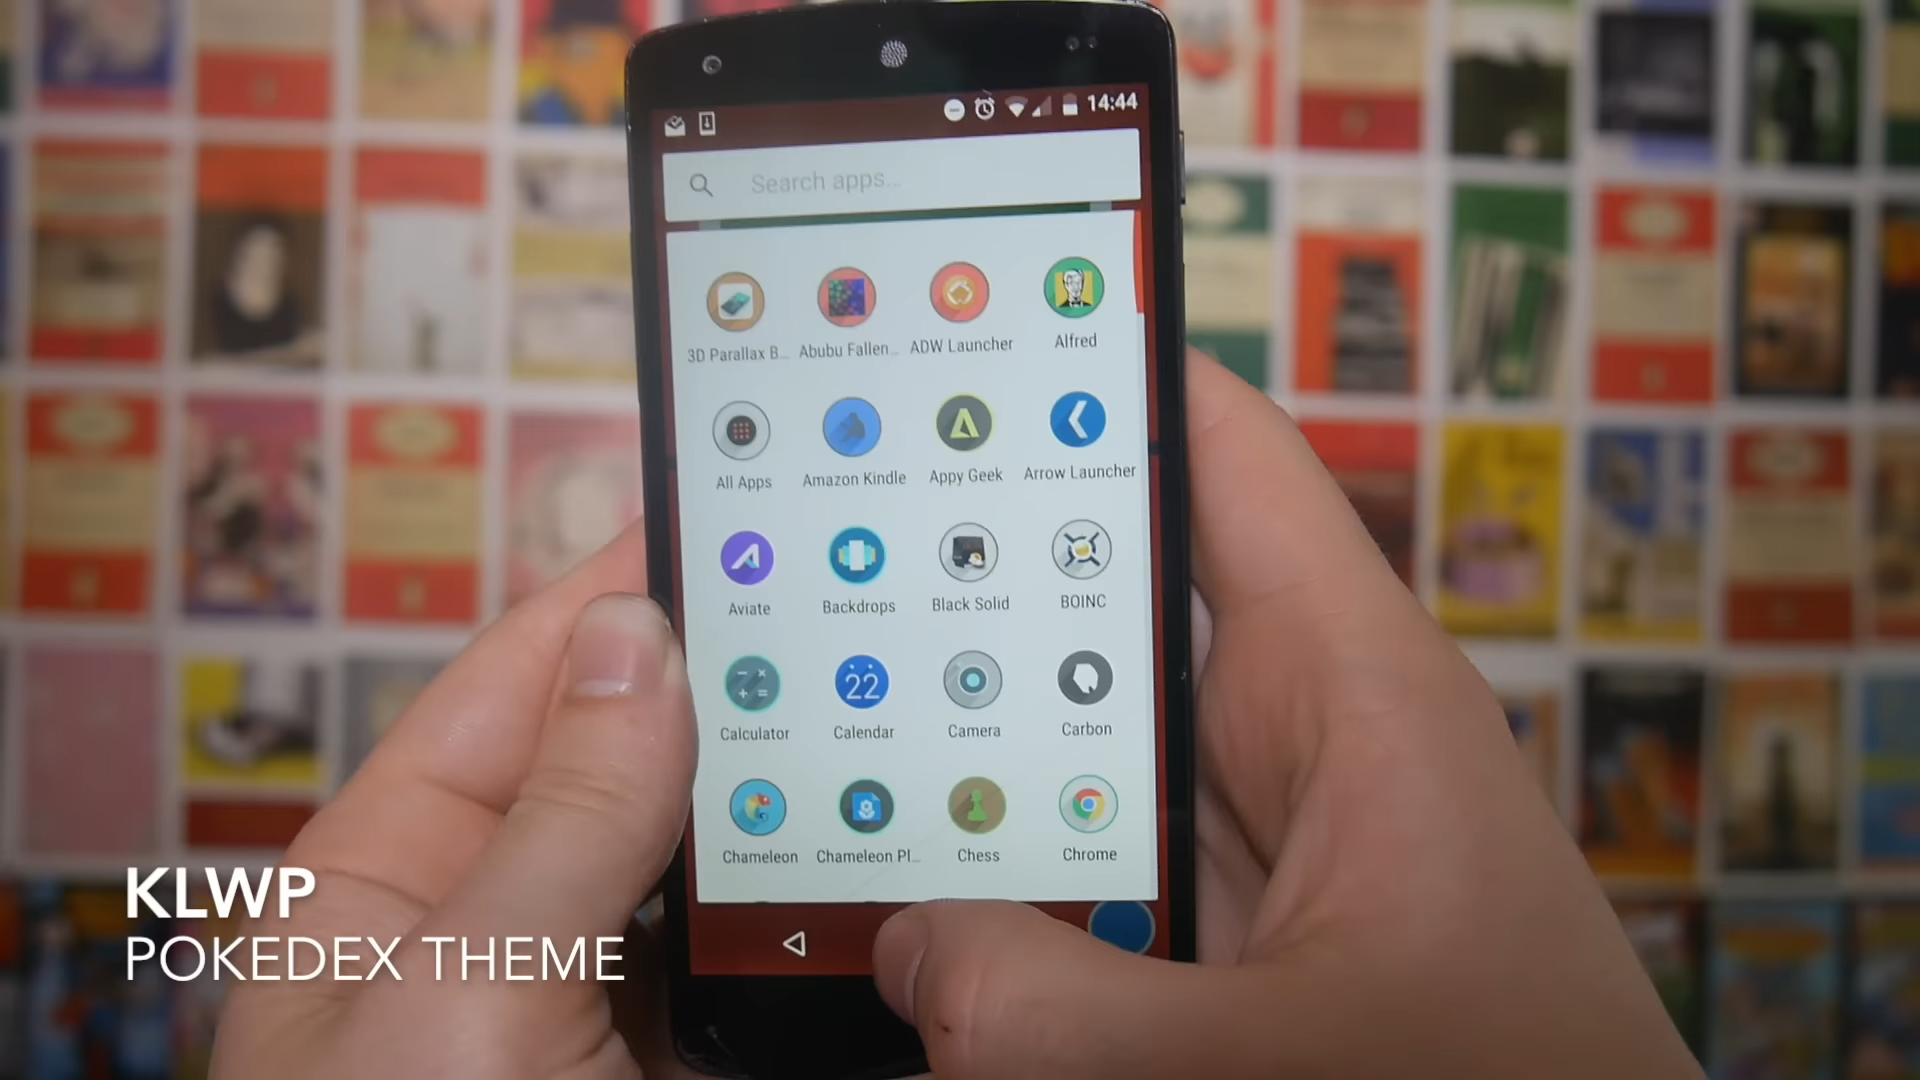 14:44
Search apps...
3D Parallax B...
Abubu Fallen...
ADW Launcher
Alfred
All Apps
Amazon Kindle
Appy Geek
Arrow Launcher
Aviate
Backdrops
Black Solid
BOINC
22
Calculator
Calendar
Camera
Carbon
Chameleon
Chameleon Pl...
Chess
Chrome
KLWP
POKEDEX THEME